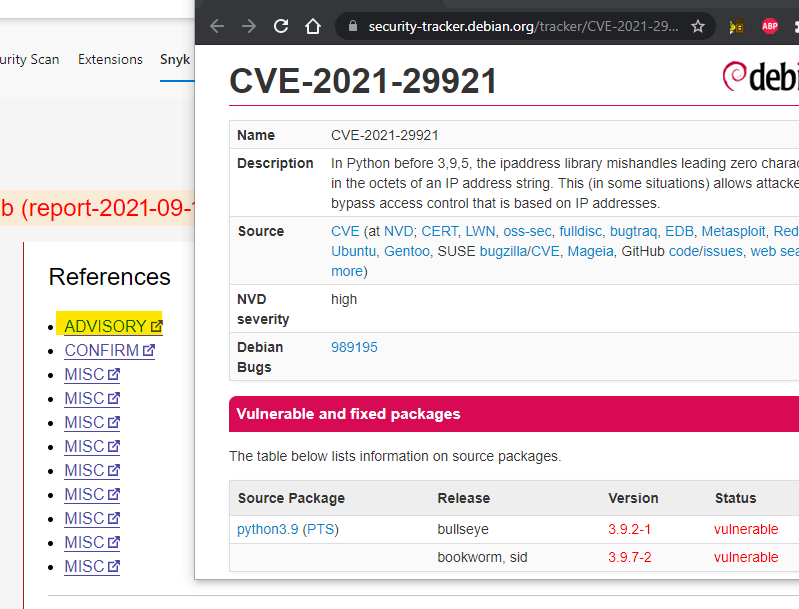 urity Scan Extensions Snyk
b (report-2021-09-1
References
ADVISORY
CONFIRM
MISC
MISC
MISC
MISC
MISC
MISC
MISC
MISC
MISC
security-tracker.debian.org/tracker/CVE-2021-29...
ABP
CVE-2021-29921
debi
Name CVE-2021-29921
Description In Python before 3,9,5, the ipaddress library mishandles leading zero charac
in the octets of an IP address string. This (in some situations) allows attacke
bypass access control that is based on IP addresses.
Source CVE (at NVD; CERT, LWN, oss-sec, fulldisc, bugtraq, EDB, Metasploit, Red
Ubuntu, Gentoo, SUSE bugzilla/CVE, Mageia, GitHub code/issues, web sea
more)
NVD high
severity
Debian 989195
Bugs
Vulnerable and fixed packages
The table below lists information on source packages.
Source Package Release Version Status
python3.9 (PTS) bullseye 3.9.2-1 vulnerable
bookworm, sid 3.9.7-2 vulnerable